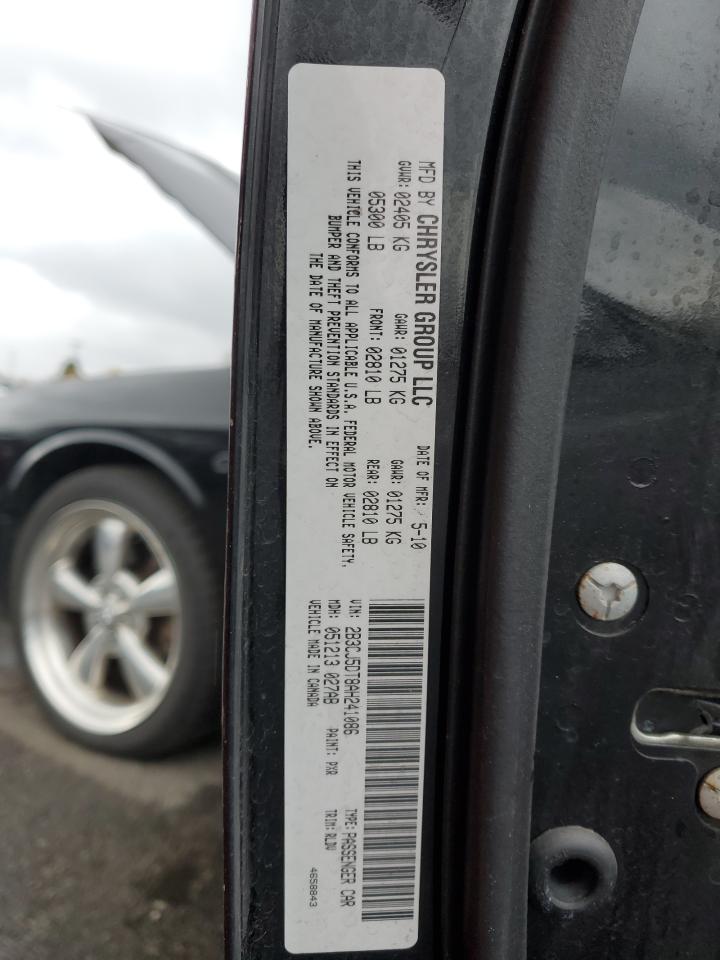 MFD BY CHRYSLER GROUP LLC DATE OF MFR: 5-10
GVWR: 02405 KG GAWR: 01275 KG GAWR: 01275 KG
05300 LB FRONT: 02810 LB REAR: 02810 LB
THIS VEHICLE CONFORMS TO ALL APPLICABLE U.S.A. FEDERAL MOTOR VEHICLE SAFETY,
BUMPER AND THEFT PREVENTION STANDARDS IN EFFECT ON
THE DATE OF MANUFACTURE SHOWN ABOVE.
VIN: 2B3CJ5DT8AH241086 TYPE: PASSENGER CAR
MDH: 051213 027AB PAINT: PXR TRIM: RLDV
VEHICLE MADE IN CANADA 4658843